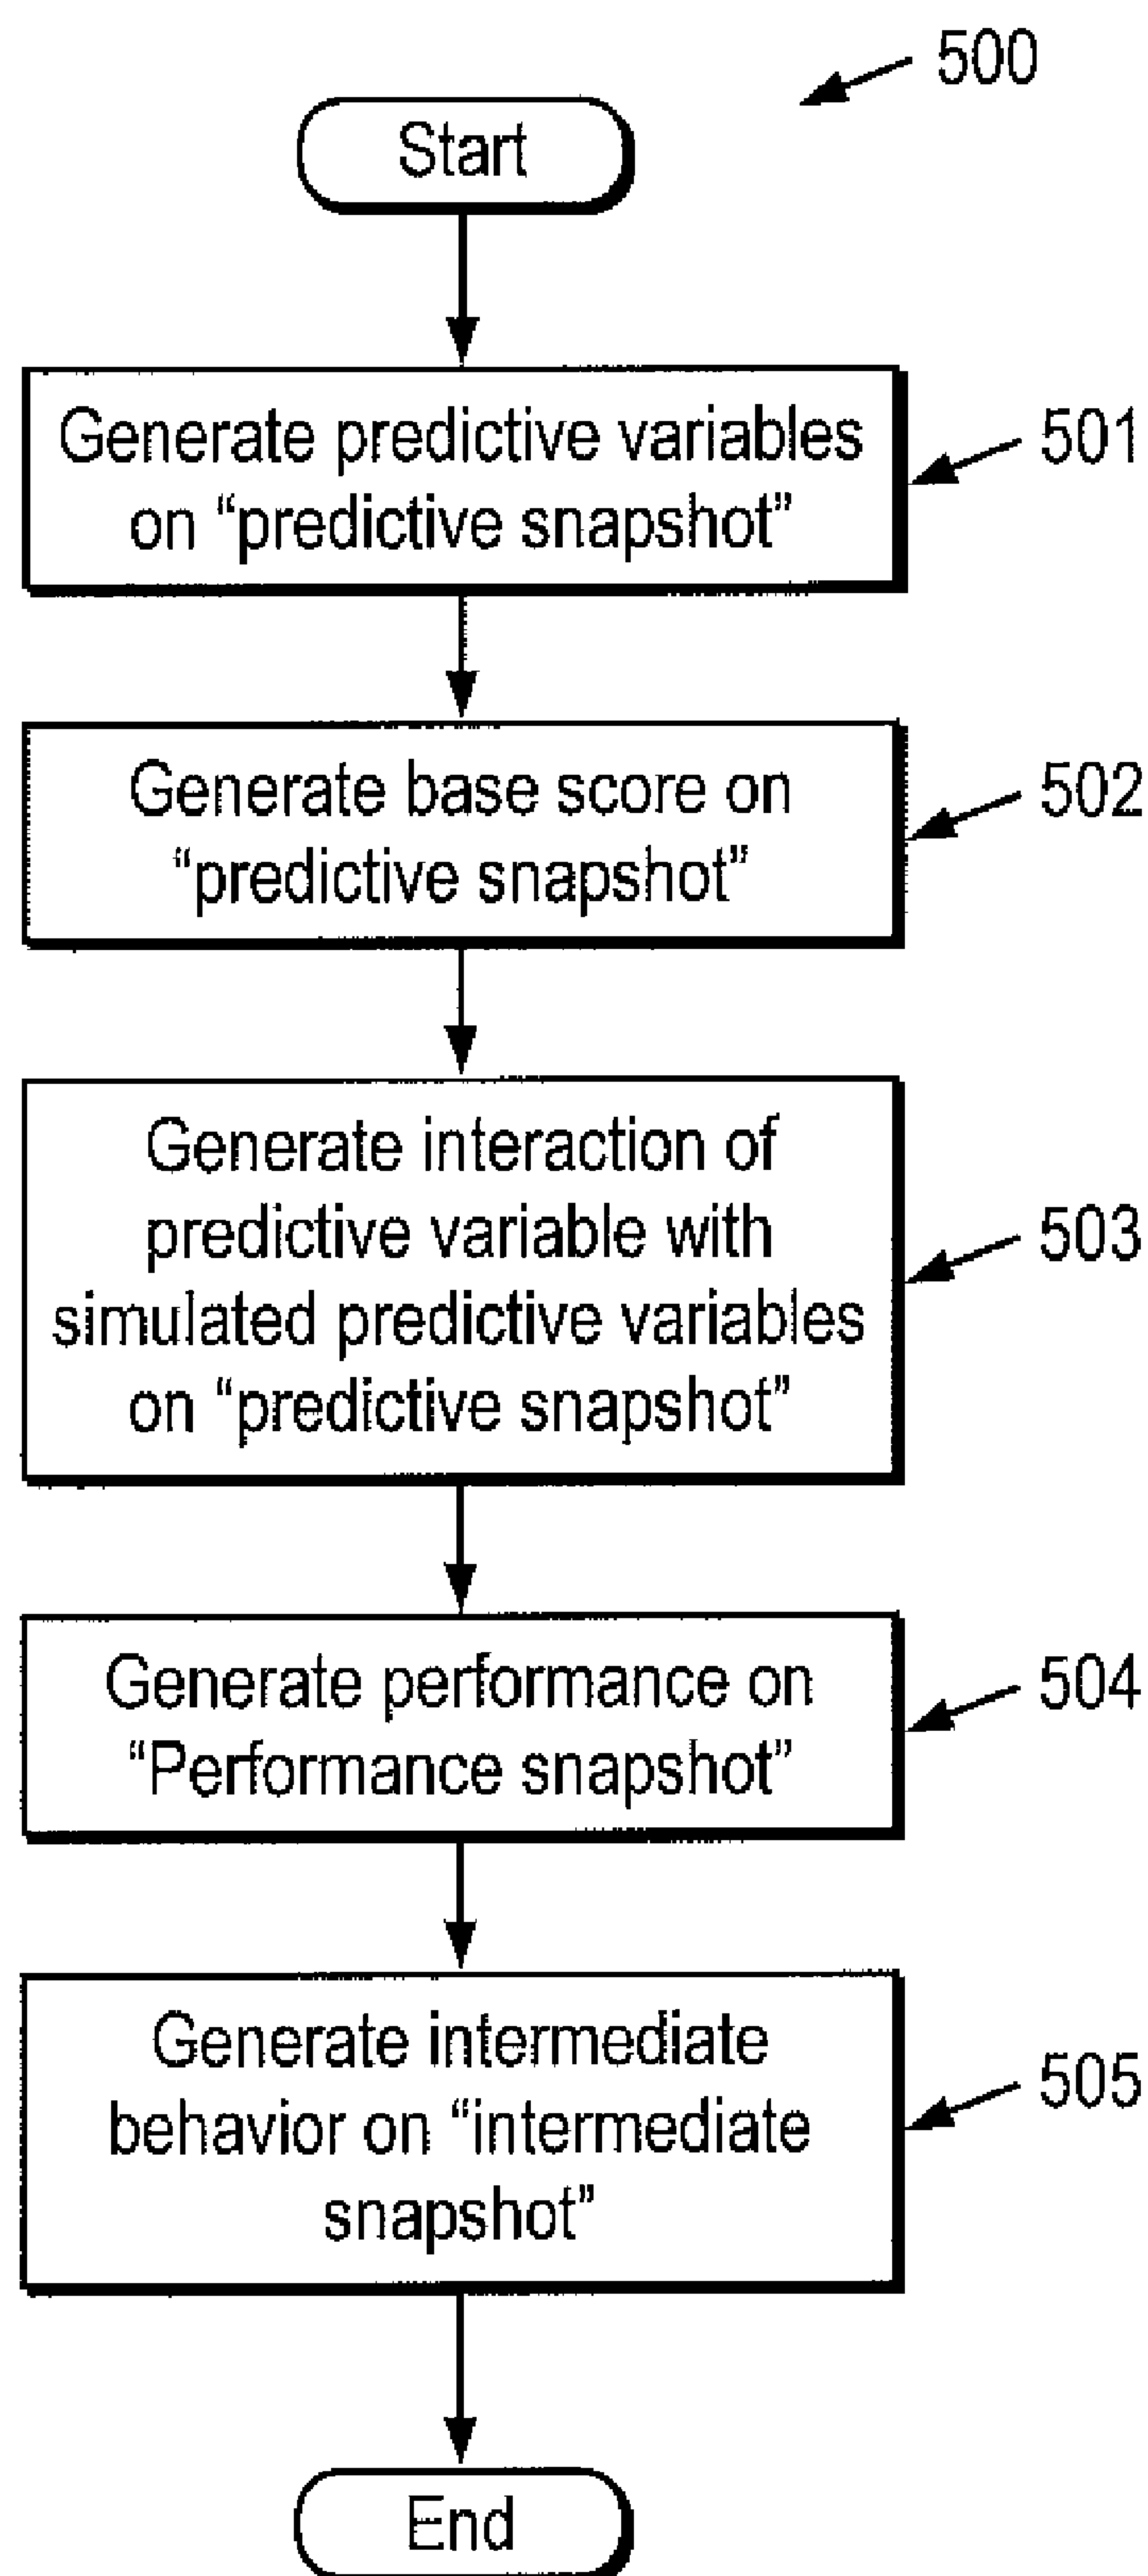 500
Start
Generate predictive variables
on “predictive snapshot”
501
Generate base score on
“predictive snapshot”
502
Generate interaction of
predictive variable with
simulated predictive variables
on “predictive snapshot”
503
Generate performance on
“Performance snapshot”
504
Generate intermediate
behavior on “intermediate
snapshot”
505
End